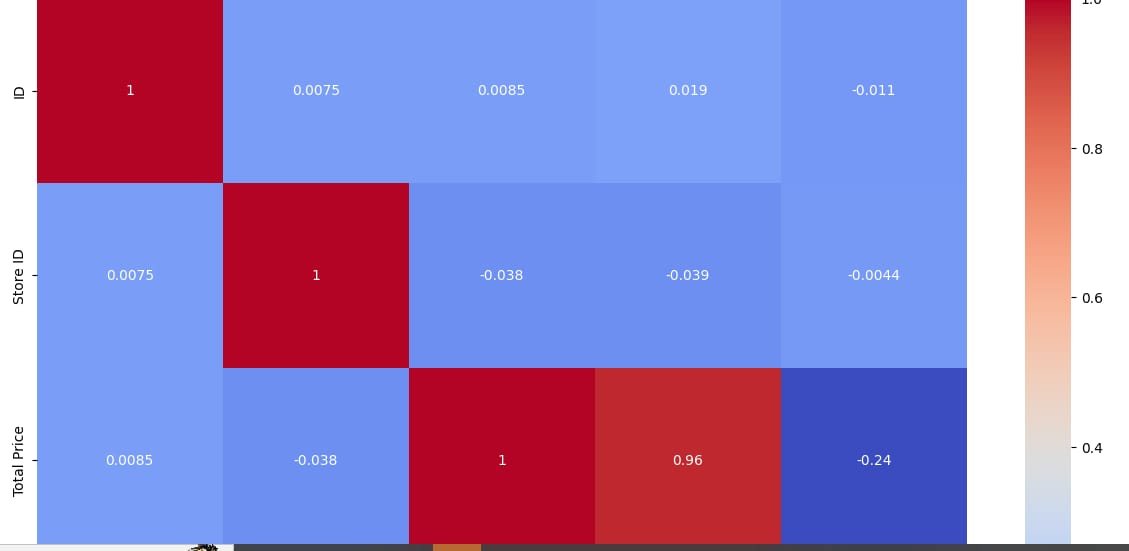 ID 1 0.0075 0.0085 0.019 -0.011
0.8
Store ID 0.0075 1 -0.038 -0.039 -0.0044
0.6
Total Price 0.0085 -0.038 1 0.96 -0.24
0.4